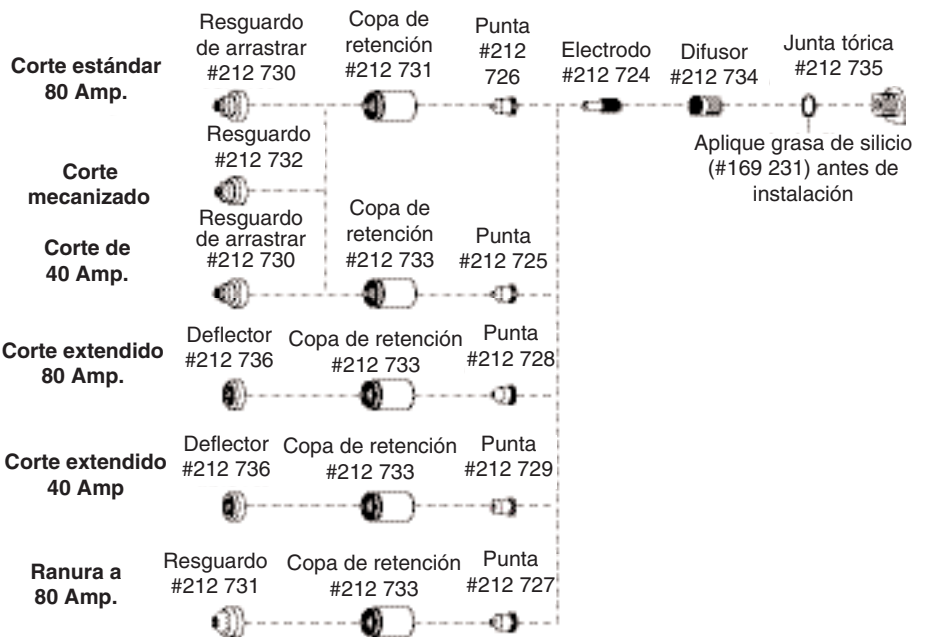 Corte estándar
80 Amp.
Resguardo
de arrastrar
#212 730
Copa de
retención
#212 731
Punta
#212
726
Electrodo
#212 724
Difusor
#212 734
Junta tórica
#212 735
Aplique grasa de silicio
(#169 231) antes de
instalación
Corte
mecanizado
Resguardo
#212 732
Corte de
40 Amp.
Resguardo
de arrastrar
#212 730
Copa de
retención
#212 733
Punta
#212 725
Corte extendido
80 Amp.
Deflector
#212 736
Copa de retención
#212 733
Punta
#212 728
Corte extendido
40 Amp
Deflector
#212 736
Copa de retención
#212 733
Punta
#212 729
Ranura a
80 Amp.
Resguardo
#212 731
Copa de retención
#212 733
Punta
#212 727